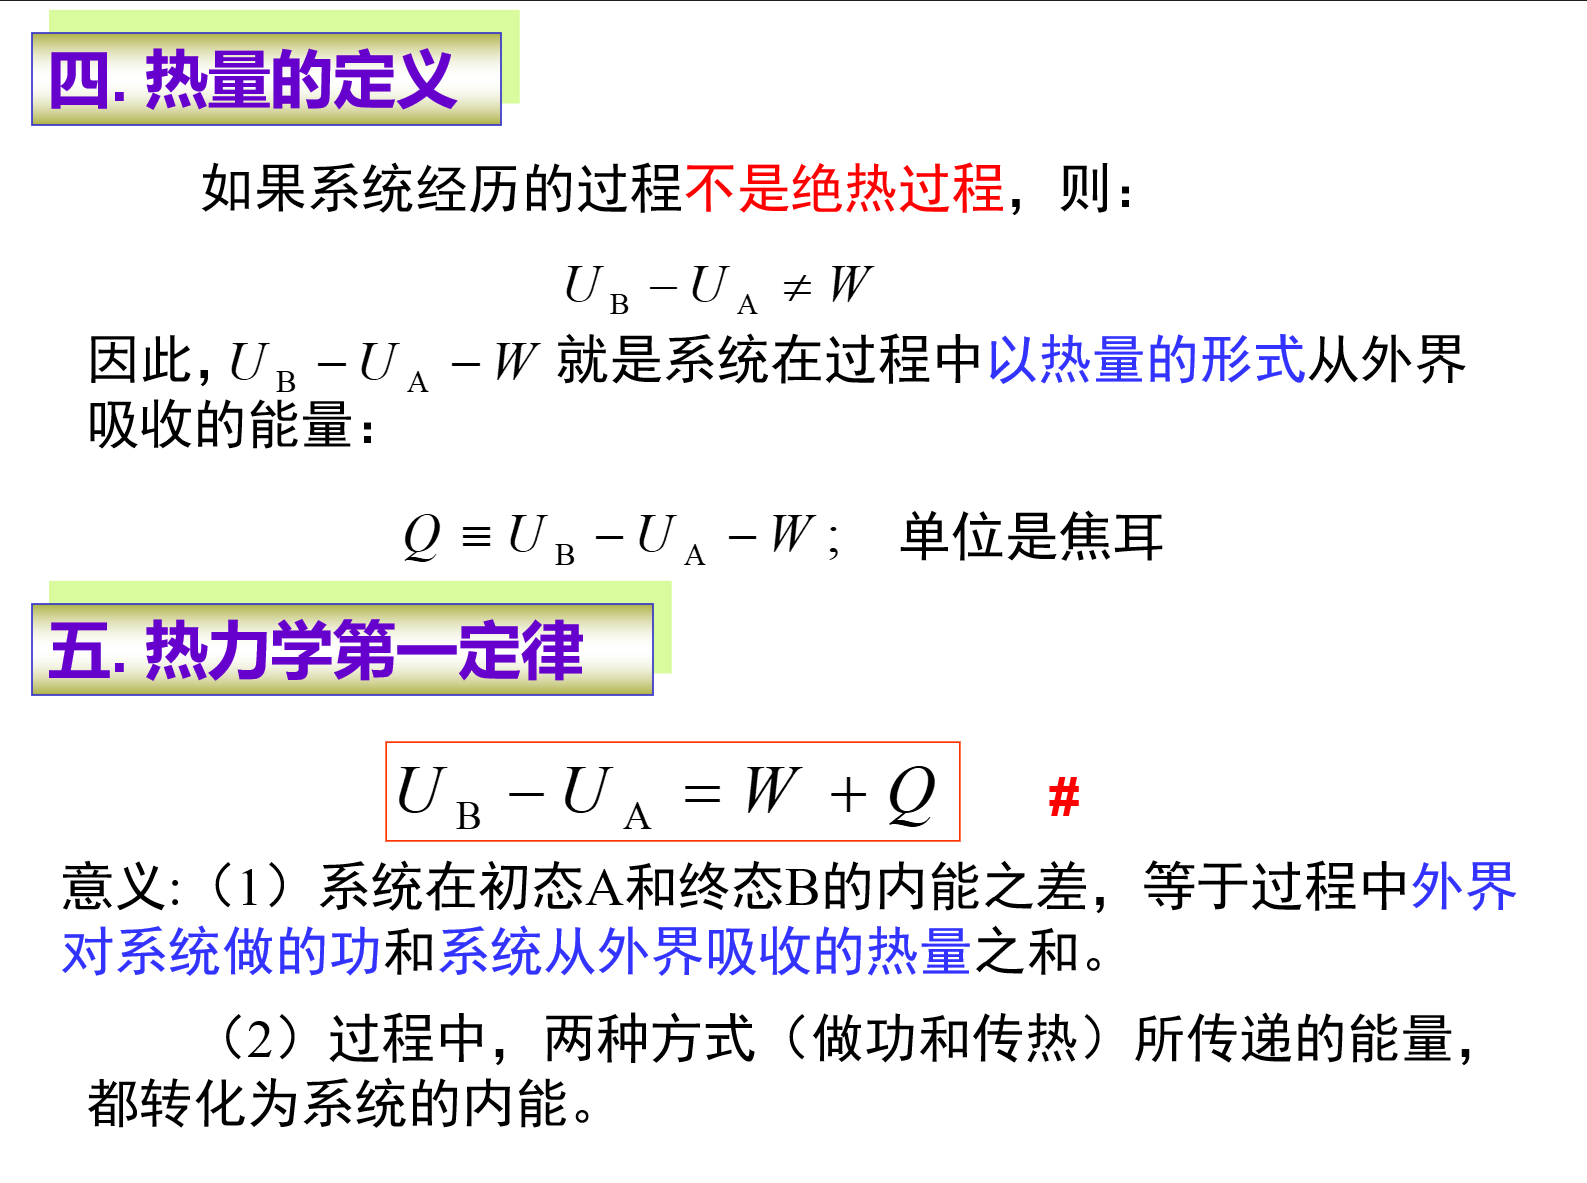 四. 热量的定义
如果系统经历的过程不是绝热过程，则：
U_B − U_A ≠ W
因此，U_B − U_A − W 就是系统在过程中以热量的形式从外界
吸收的能量：
Q ≡ U_B − U_A − W ; 单位是焦耳
五. 热力学第一定律
U_B − U_A = W + Q #
意义:（1）系统在初态A和终态B的内能之差，等于过程中外界
对系统做的功和系统从外界吸收的热量之和。
（2）过程中，两种方式（做功和传热）所传递的能量，
都转化为系统的内能。